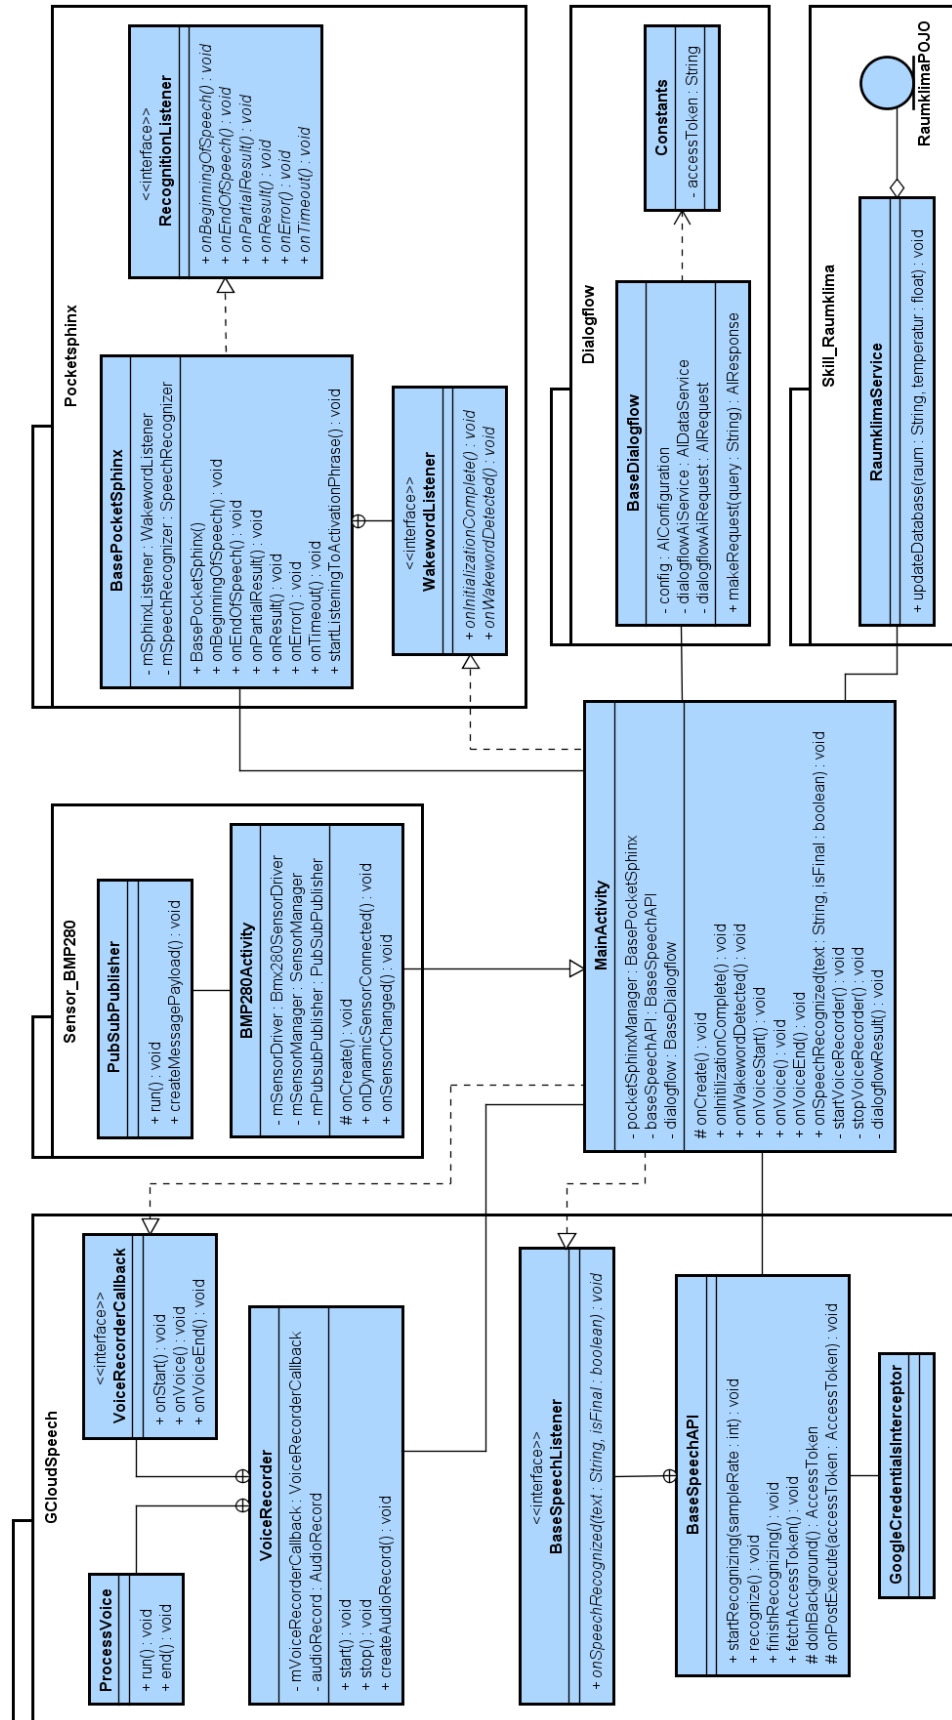 GCloudSpeech
ProcessVoice
+ run() : void
+ end() : void
<<interface>>
VoiceRecorderCallback
+ onStart() : void
+ onVoice() : void
+ onVoiceEnd() : void
VoiceRecorder
- mVoiceRecorderCallback : VoiceRecorderCallback
- audioRecord : AudioRecord
+ start() : void
+ stop() : void
+ createAudioRecord() : void
<<interface>>
BaseSpeechListener
+ onSpeechRecognized(text : String, isFinal : boolean) : void
BaseSpeechAPI
+ startRecognizing(sampleRate : int) : void
+ recognize() : void
+ finishRecognizing() : void
+ fetchAccessToken() : void
# doInBackground() : AccessToken
# onPostExecute(accessToken : AccessToken) : void
GoogleCredentialsInterceptor
Sensor_BMP280
PubSubPublisher
+ run() : void
+ createMessagePayload() : void
BMP280Activity
- mSensorDriver : Bmx280SensorDriver
- mSensorManager : SensorManager
- mPubsubPublisher : PubSubPublisher
# onCreate() : void
+ onDynamicSensorConnected() : void
+ onSensorChanged() : void
MainActivity
- pocketSphinxManager : BasePocketSphinx
- baseSpeechAPI : BaseSpeechAPI
- dialogflow : BaseDialogflow
# onCreate() : void
+ onInitilizationComplete() : void
+ onWakewordDetected() : void
+ onVoiceStart() : void
+ onVoice() : void
+ onVoiceEnd() : void
+ onSpeechRecognized(text : String, isFinal : boolean) : void
- startVoiceRecorder() : void
- stopVoiceRecorder() : void
- dialogflowResult() : void
Pocketsphinx
BasePocketSphinx
- mSphinxListener : WakewordListener
- mSpeechRecognizer : SpeechRecognizer
+ BasePocketSphinx()
+ onBeginningOfSpeech() : void
+ onEndOfSpeech() : void
+ onPartialResult() : void
+ onResult() : void
+ onError() : void
+ onTimeout() : void
+ startListeningToActivationPhrase() : void
<<interface>>
RecognitionListener
+ onBeginningOfSpeech() : void
+ onEndOfSpeech() : void
+ onPartialResult() : void
+ onResult() : void
+ onError() : void
+ onTimeout() : void
<<interface>>
WakewordListener
+ onInitializationComplete() : void
+ onWakewordDetected() : void
Dialogflow
BaseDialogflow
- config : AIConfiguration
- dialogflowAiService : AIDataService
- dialogflowAiRequest : AIRequest
+ makeRequest(query : String) : AIResponse
Constants
- accessToken : String
Skill_Raumklima
RaumklimaService
+ updateDatabase(raum : String, temperatur : float) : void
RaumklimaPOJO